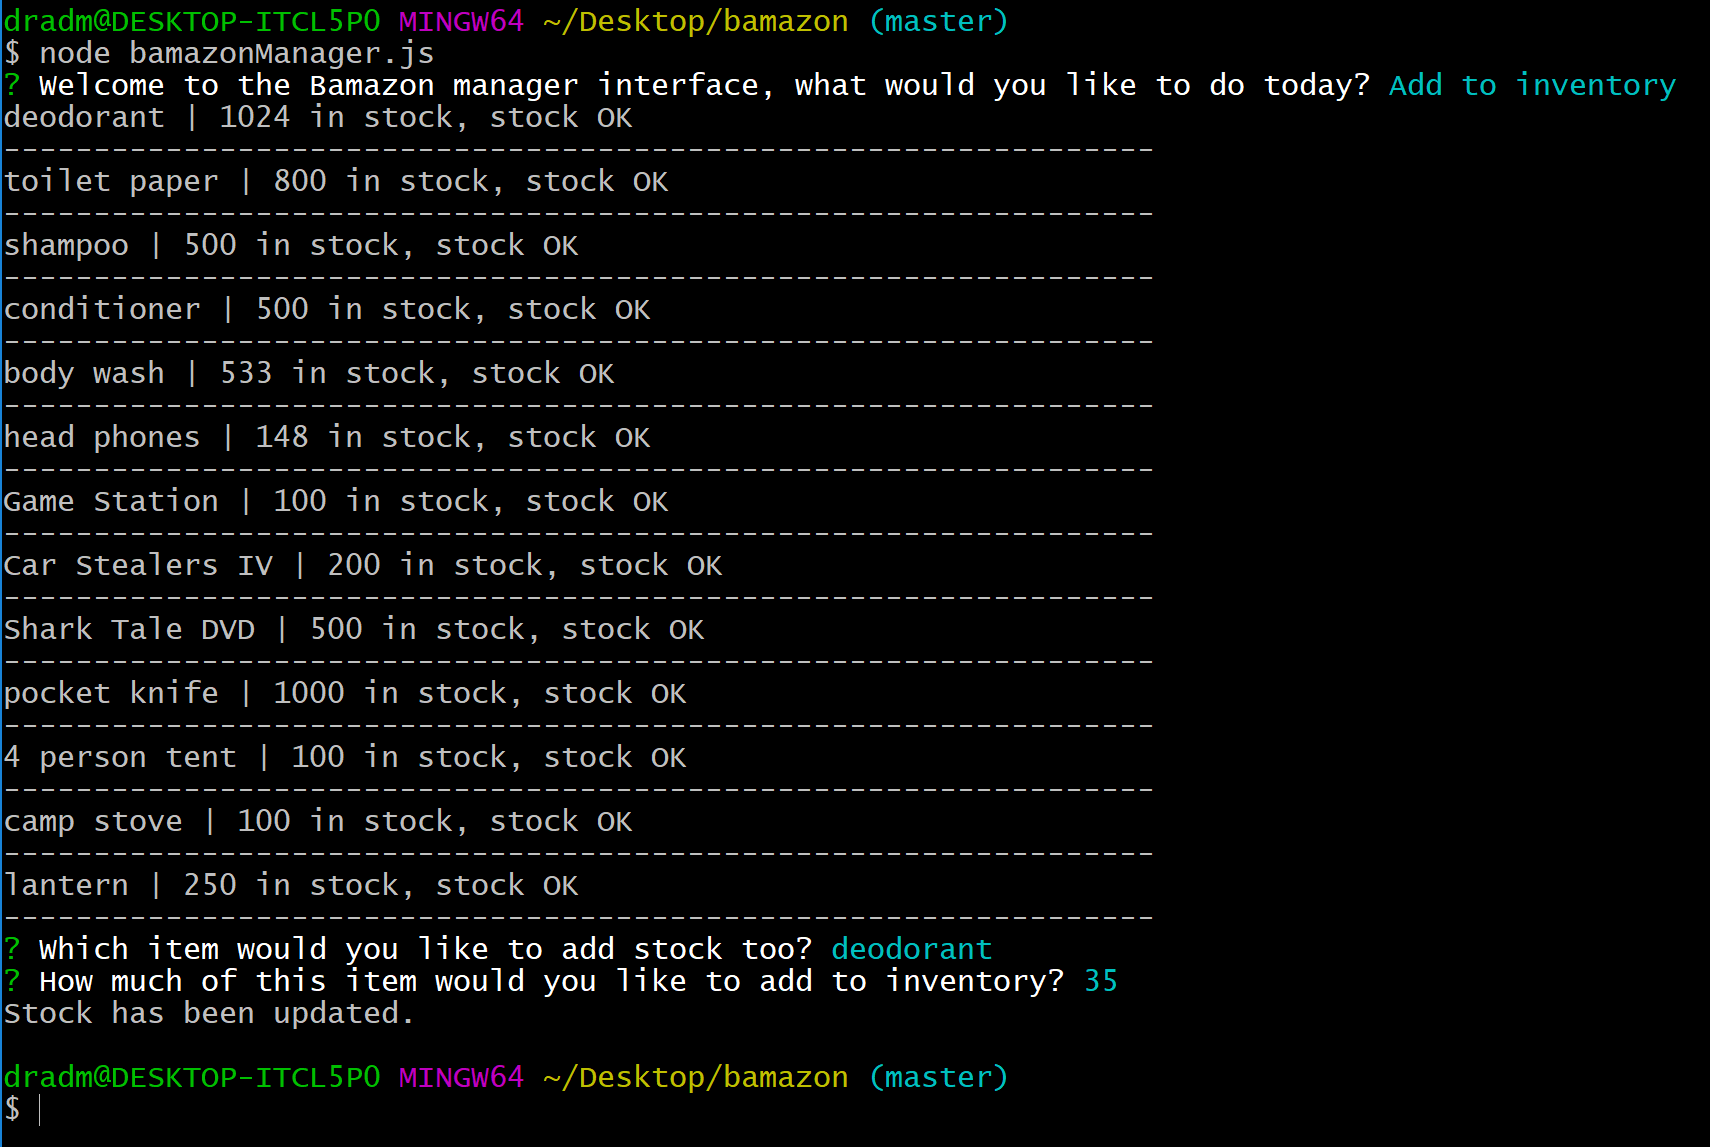 dradm@DESKTOP-ITCL5PO MINGW64 ~/Desktop/bamazon (master)
$ node bamazonManager.js
? Welcome to the Bamazon manager interface, what would you like to do today? Add to inventory
deodorant | 1024 in stock, stock OK
----------------------------------------------------------------
toilet paper | 800 in stock, stock OK
----------------------------------------------------------------
shampoo | 500 in stock, stock OK
----------------------------------------------------------------
conditioner | 500 in stock, stock OK
----------------------------------------------------------------
body wash | 533 in stock, stock OK
----------------------------------------------------------------
head phones | 148 in stock, stock OK
----------------------------------------------------------------
Game Station | 100 in stock, stock OK
----------------------------------------------------------------
Car Stealers IV | 200 in stock, stock OK
----------------------------------------------------------------
Shark Tale DVD | 500 in stock, stock OK
----------------------------------------------------------------
pocket knife | 1000 in stock, stock OK
----------------------------------------------------------------
4 person tent | 100 in stock, stock OK
----------------------------------------------------------------
camp stove | 100 in stock, stock OK
----------------------------------------------------------------
lantern | 250 in stock, stock OK
----------------------------------------------------------------
? Which item would you like to add stock too? deodorant
? How much of this item would you like to add to inventory? 35
Stock has been updated.
dradm@DESKTOP-ITCL5PO MINGW64 ~/Desktop/bamazon (master)
$